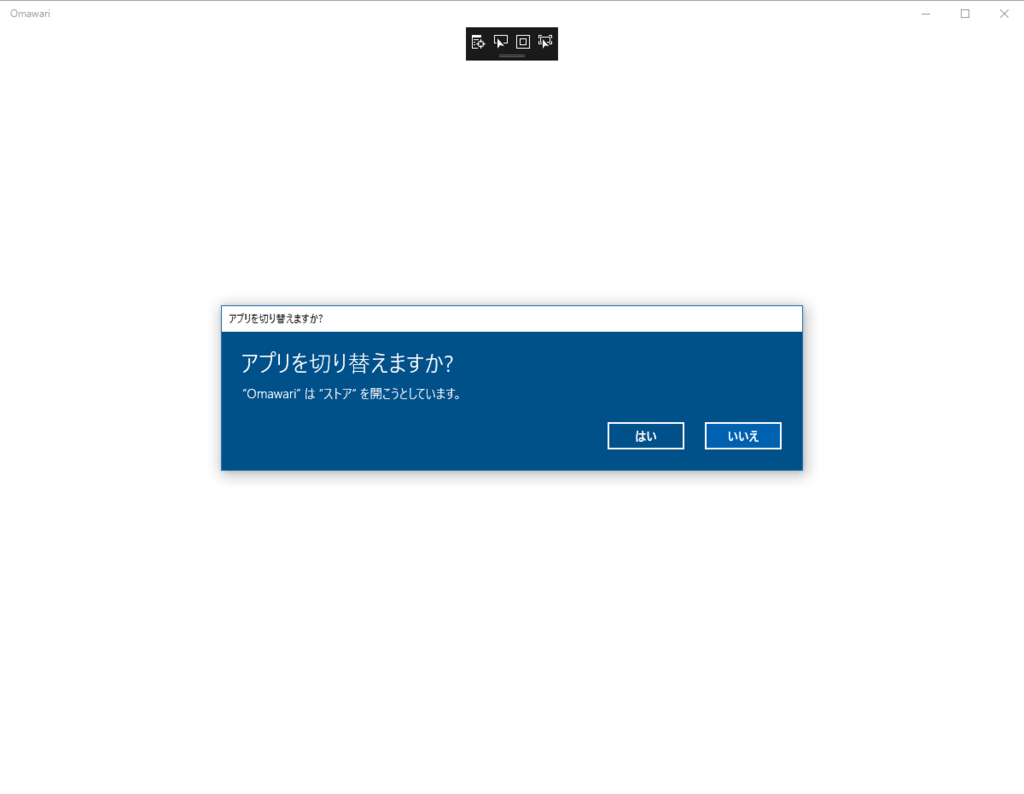 Omawari
アプリを切り替えますか?
アプリを切り替えますか?
"Omawari" は "ストア" を開こうとしています。
はい
いいえ